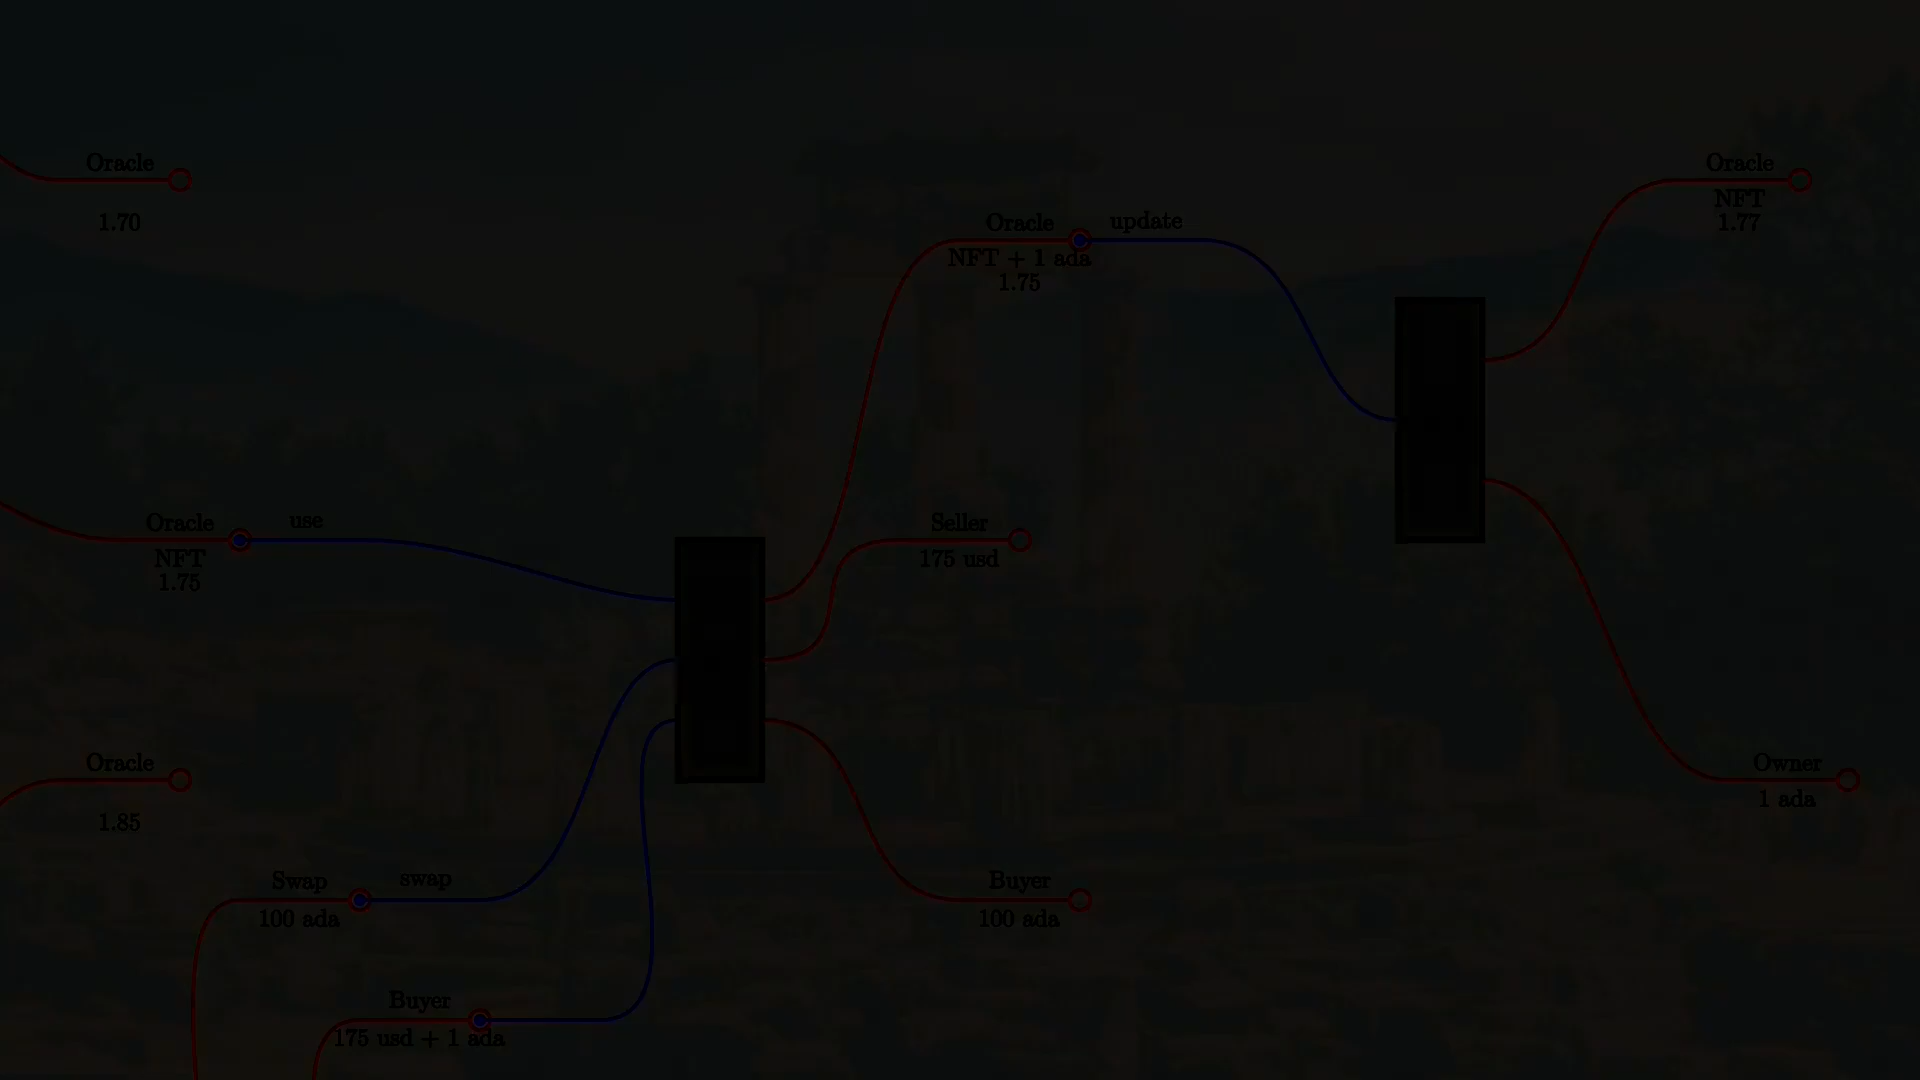 Oracle
1.70
Oracle
NFT
1.77
Oracle
update
NFT + 1 ada
1.75
Oracle
use
NFT
1.75
Seller
175 usd
Oracle
1.85
Owner
1 ada
Swap
swap
100 ada
Buyer
100 ada
Buyer
175 usd + 1 ada